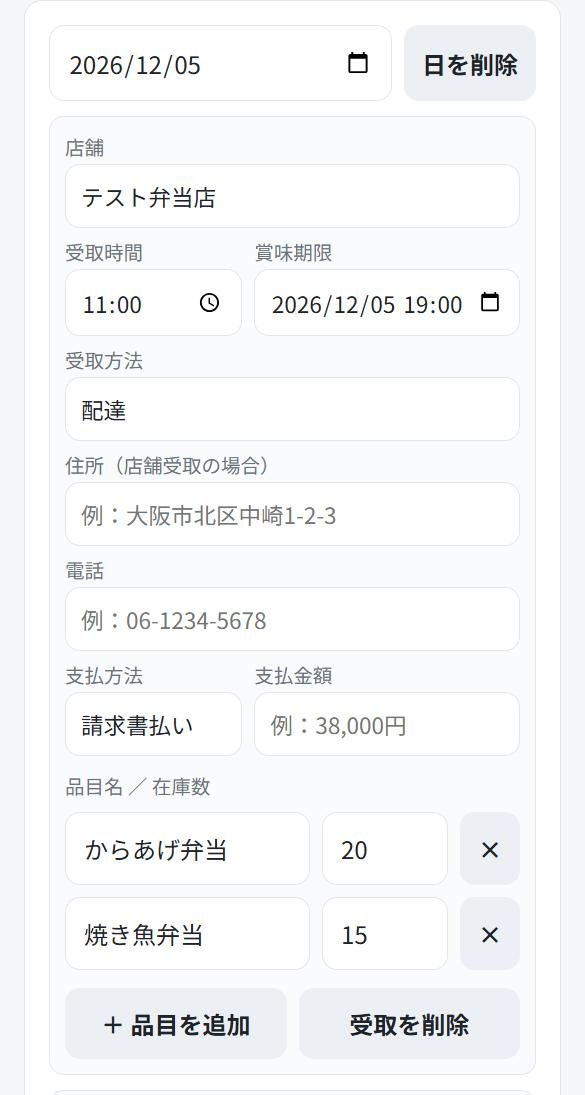 2026/12/05 日を削除
店舗
テスト弁当店
受取時間 賞味期限
11:00 2026/12/05 19:00
受取方法
配達
住所（店舗受取の場合）
例：大阪市北区中崎1-2-3
電話
例：06-1234-5678
支払方法 支払金額
請求書払い 例：38,000円
品目名 ／ 在庫数
からあげ弁当 20 ×
焼き魚弁当 15 ×
＋ 品目を追加 受取を削除